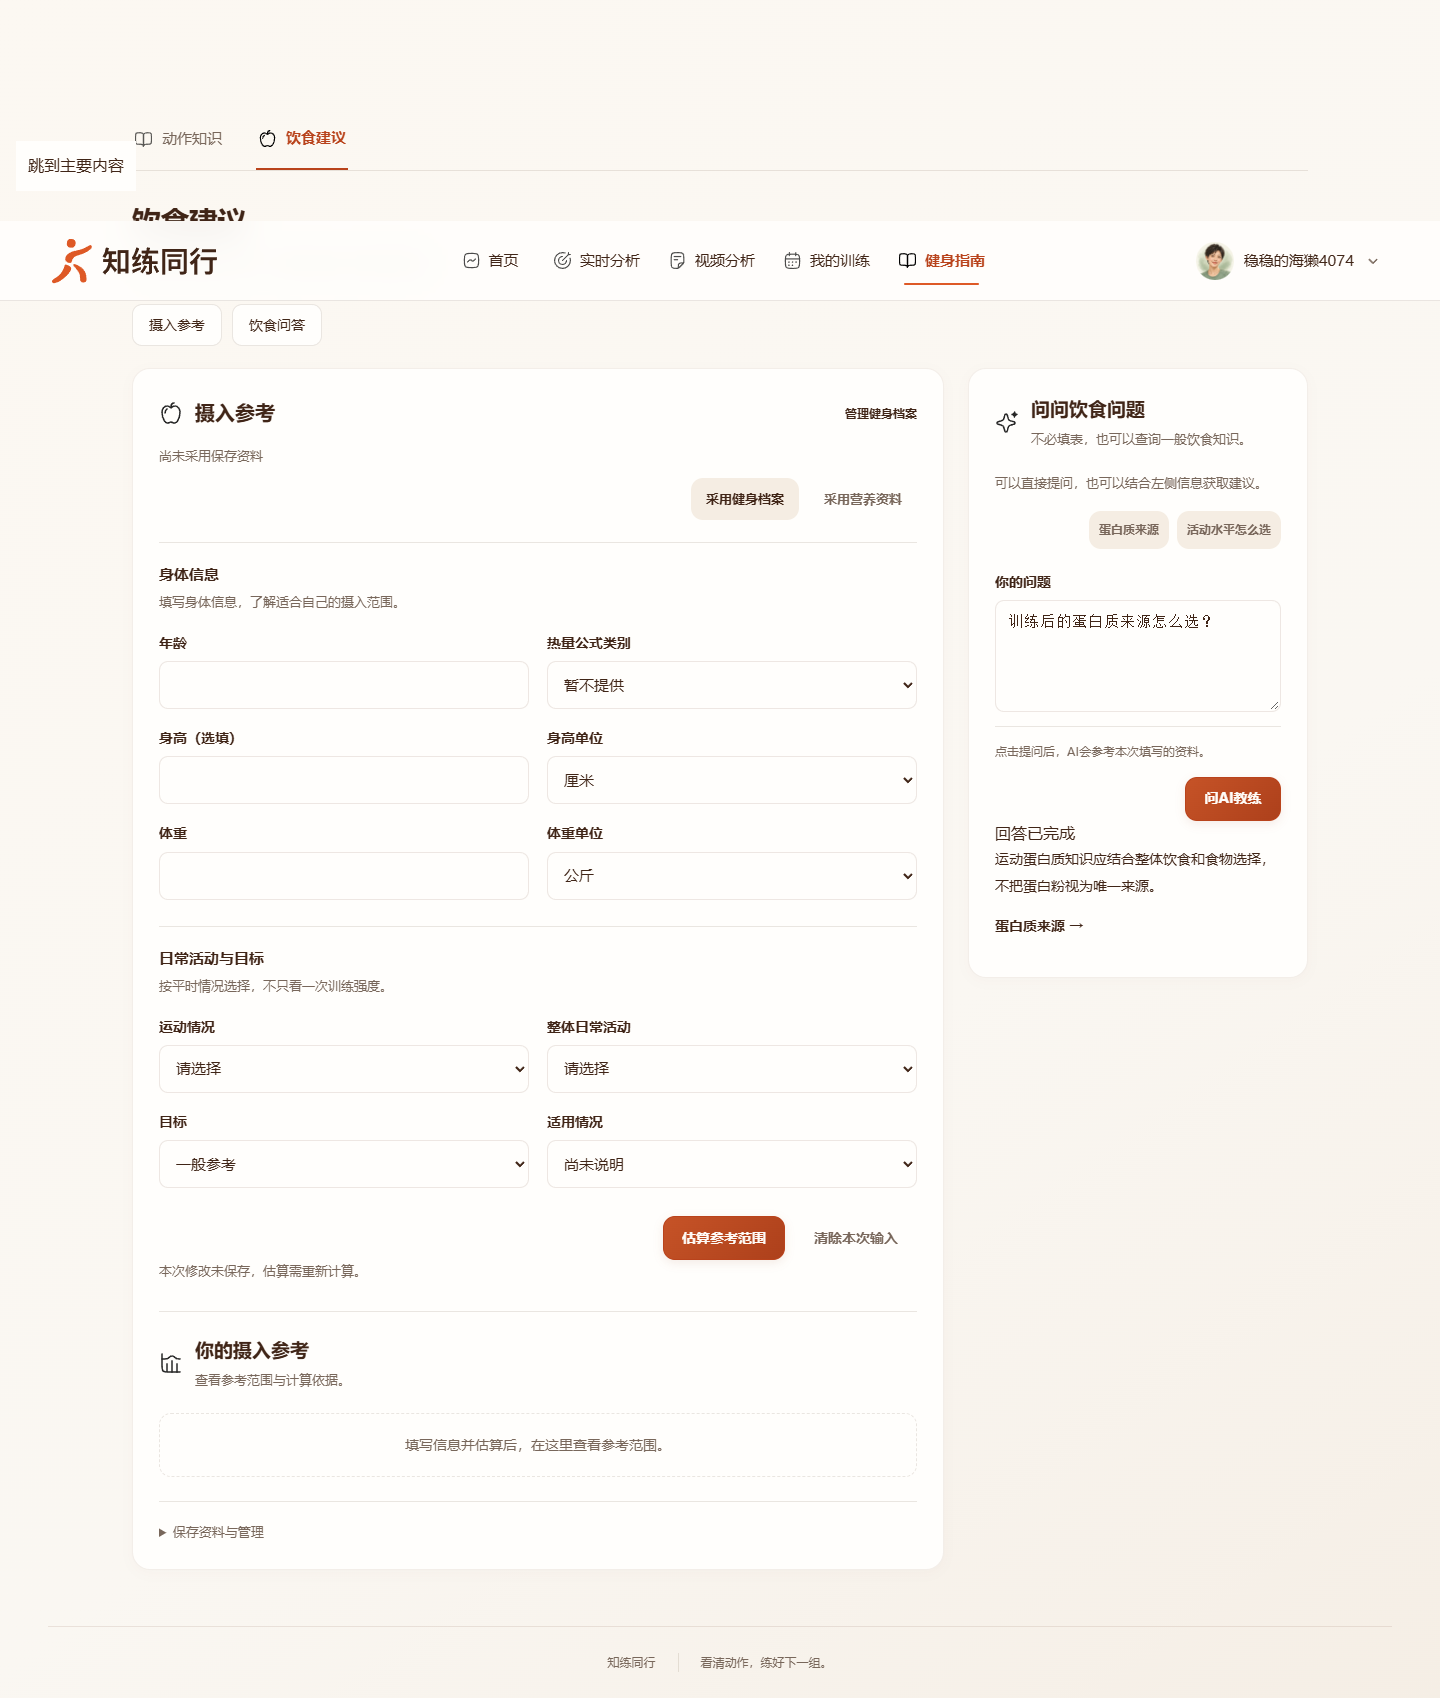 动作知识
饮食建议
跳到主要内容
饮食建议
知练同行
首页
实时分析
视频分析
我的训练
健身指南
稳稳的海獭4074
摄入参考
饮食问答
摄入参考
管理健身档案
尚未采用保存资料
采用健身档案
采用营养资料
身体信息
填写身体信息，了解适合自己的摄入范围。
年龄
热量公式类别
暂不提供
身高（选填）
身高单位
厘米
体重
体重单位
公斤
日常活动与目标
按平时情况选择，不只看一次训练强度。
运动情况
整体日常活动
请选择
请选择
目标
适用情况
一般参考
尚未说明
估算参考范围
清除本次输入
本次修改未保存，估算需重新计算。
你的摄入参考
查看参考范围与计算依据。
填写信息并估算后，在这里查看参考范围。
保存资料与管理
问问饮食问题
不必填表，也可以查询一般饮食知识。
可以直接提问，也可以结合左侧信息获取建议。
蛋白质来源
活动水平怎么选
你的问题
训练后的蛋白质来源怎么选？
点击提问后，AI会参考本次填写的资料。
问AI教练
回答已完成
运动蛋白质知识应结合整体饮食和食物选择，
不把蛋白粉视为唯一来源。
蛋白质来源 →
知练同行
看清动作，练好下一组。